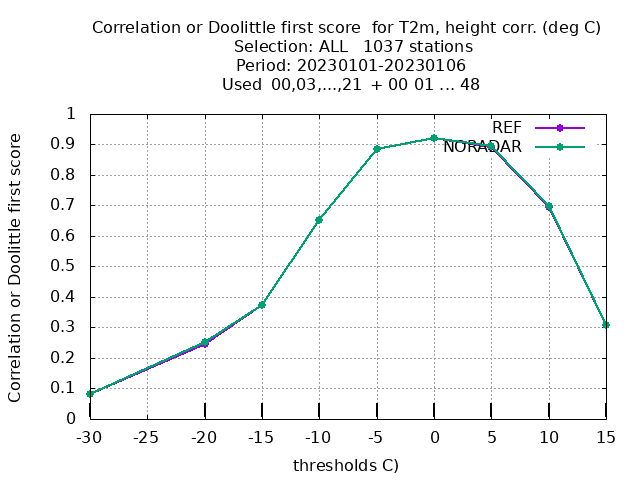 Correlation or Doolittle first score  for T2m, height corr. (deg C)
Selection: ALL   1037 stations
Period: 20230101-20230106
Used  00,03,...,21  + 00 01 ... 48
REF
NORADAR
Correlation or Doolittle first score
1
0.9
0.8
0.7
0.6
0.5
0.4
0.3
0.2
0.1
0
-30 -25 -20 -15 -10 -5 0 5 10 15
thresholds C)